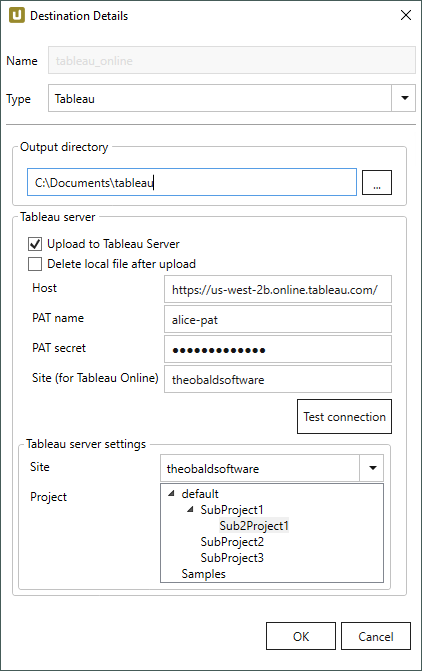 Destination Details
Name tableau_online
Type Tableau
Output directory
C:\Documents\tableau ...
Tableau server
Upload to Tableau Server
Delete local file after upload
Host https://us-west-2b.online.tableau.com/
PAT name alice-pat
PAT secret ●●●●●●●●●●●●●
Site (for Tableau Online) theobaldsoftware
Test connection
Tableau server settings
Site theobaldsoftware
Project default
SubProject1
Sub2Project1
SubProject2
SubProject3
Samples
OK Cancel